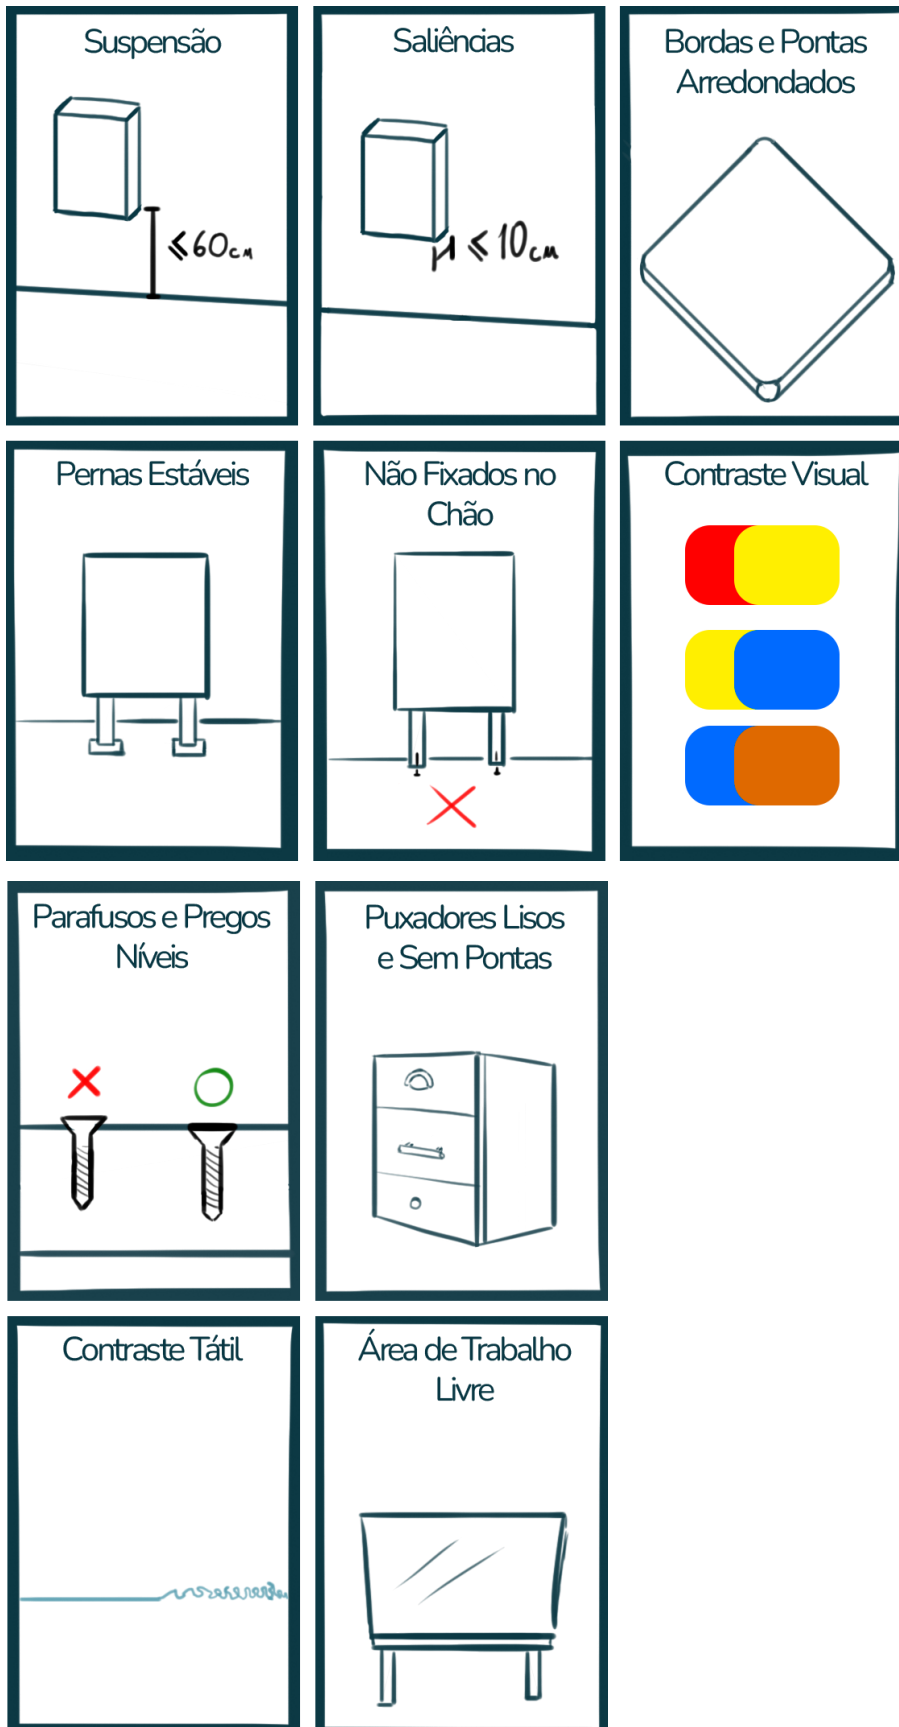 Suspensão
⩽60cm
Saliências
⩽10cm
Bordas e Pontas
Arredondados
Pernas Estáveis
Não Fixados no
Chão
Contraste Visual
Parafusos e Pregos
Níveis
Puxadores Lisos
e Sem Pontas
Contraste Tátil
Área de Trabalho
Livre